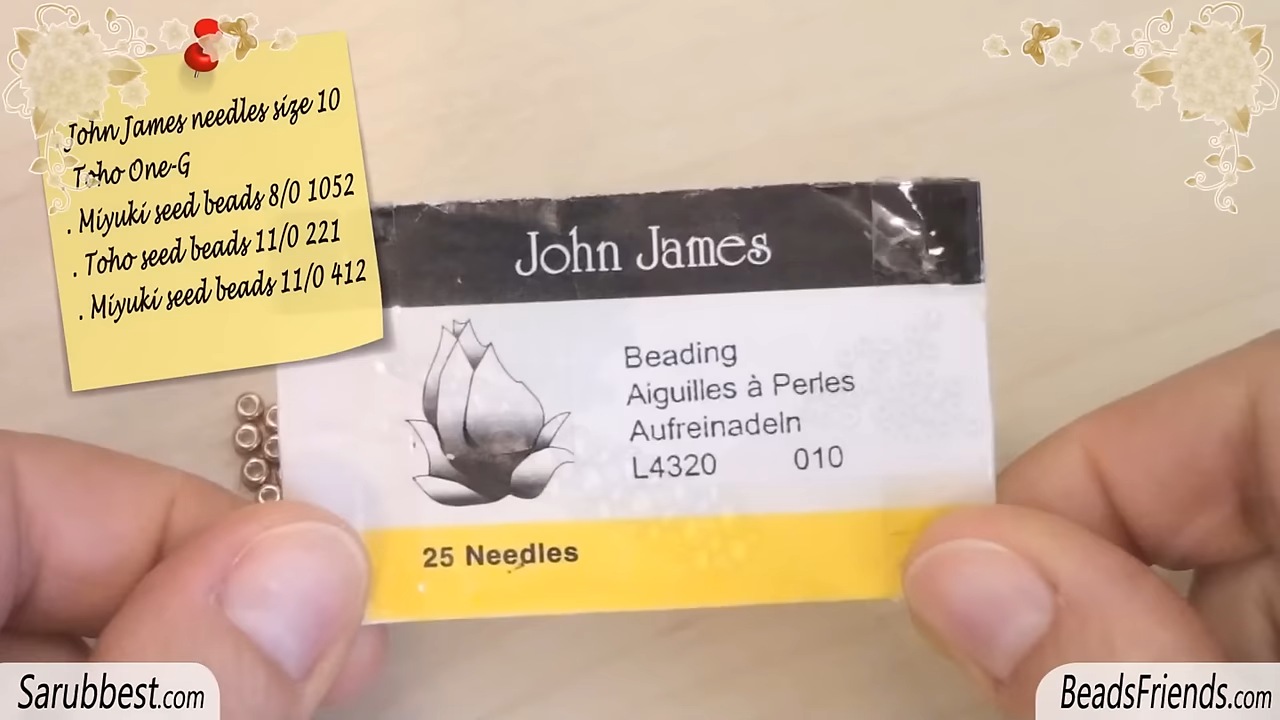 John James needles size 10
Toho One-G
. Miyuki seed beads 8/0 1052
. Toho seed beads 11/0 221
. Miyuki seed beads 11/0 412
John James
Beading
Aiguilles à Perles
Aufreinadeln
L4320 010
25 Needles
Sarubbest.com
BeadsFriends.com